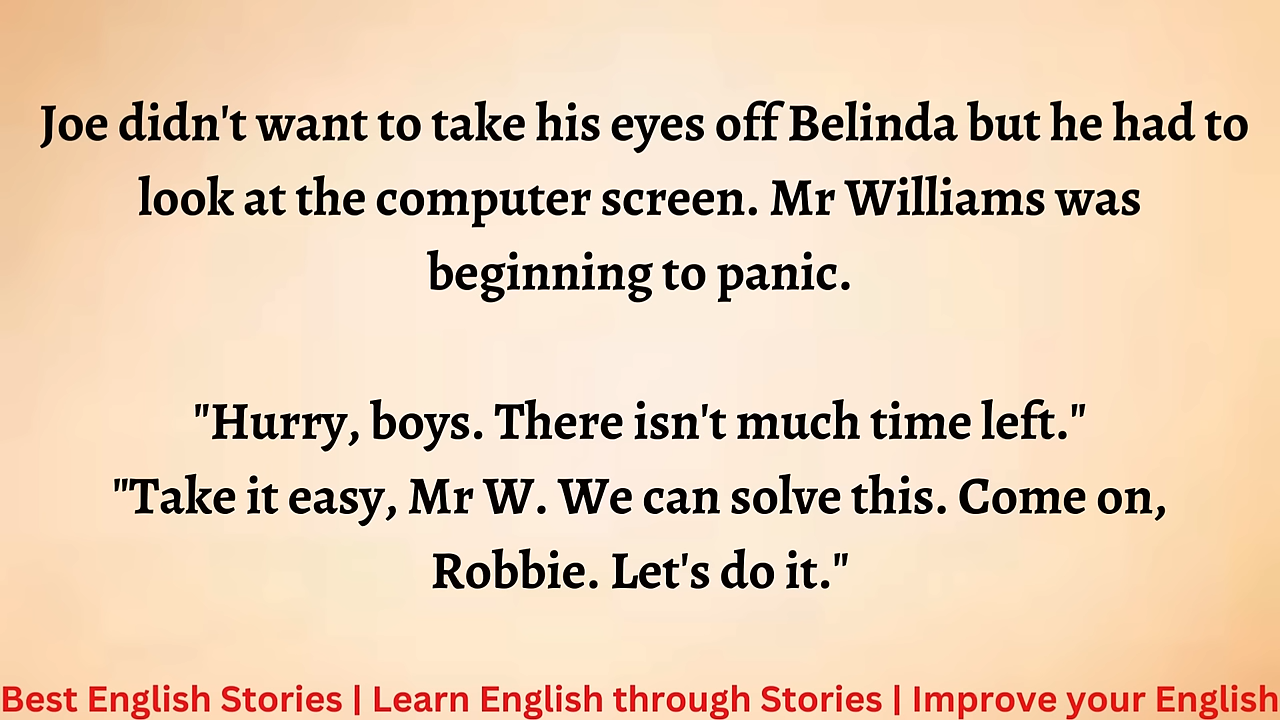 Joe didn't want to take his eyes off Belinda but he had to
look at the computer screen. Mr Williams was
beginning to panic.
"Hurry, boys. There isn't much time left."
"Take it easy, Mr W. We can solve this. Come on,
Robbie. Let's do it."
Best English Stories | Learn English through Stories | Improve your English